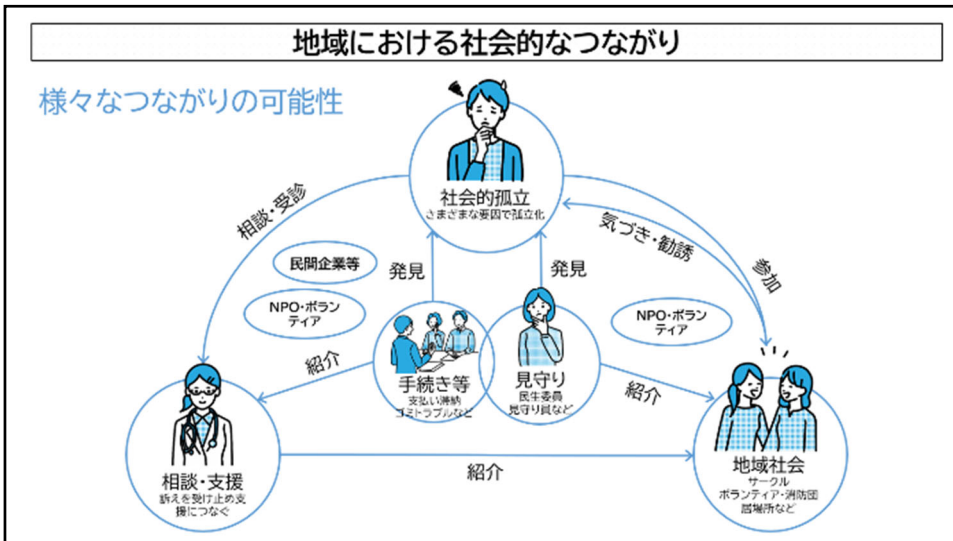 地域における社会的なつながり
様々なつながりの可能性
社会的孤立
さまざまな要因で孤立化
相談・受診
気づき・勧誘
参加
民間企業等
発見
発見
NPO・ボラン
ティア
NPO・ボラン
ティア
紹介
手続き等
支払い滞納
ゴミトラブルなど
見守り
民生委員
見守り員など
紹介
相談・支援
訴えを受け止め支
援につなぐ
紹介
地域社会
サークル
ボランティア・消防団
居場所など